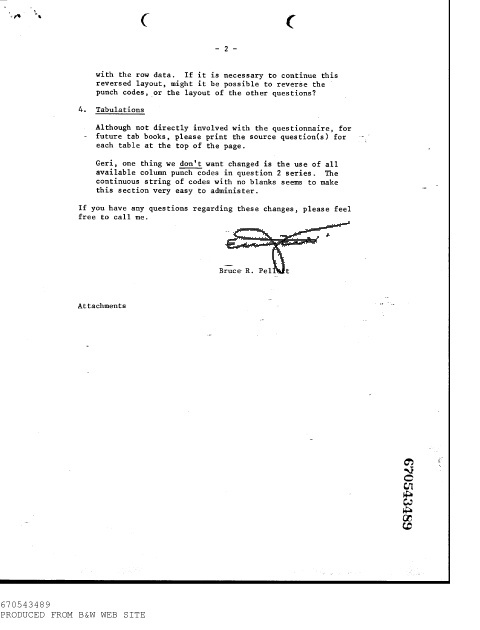 - 2 -
with the row data. If it is necessary to continue this
reversed layout, might it be possible to reverse the
punch codes, or the layout of the other questions?
4. Tabulations
Although not directly involved with the questionnaire, for
future tab books, please print the source question(s) for
each table at the top of the page.
Geri, one thing we don't want changed is the use of all
available column punch codes in question 2 series. The
continuous string of codes with no blanks seems to make
this section very easy to administer.
If you have any questions regarding these changes, please feel
free to call me.
Bruce R.
Attachments
670543489
670543489
PRODUCED FROM B&W WEB SITE